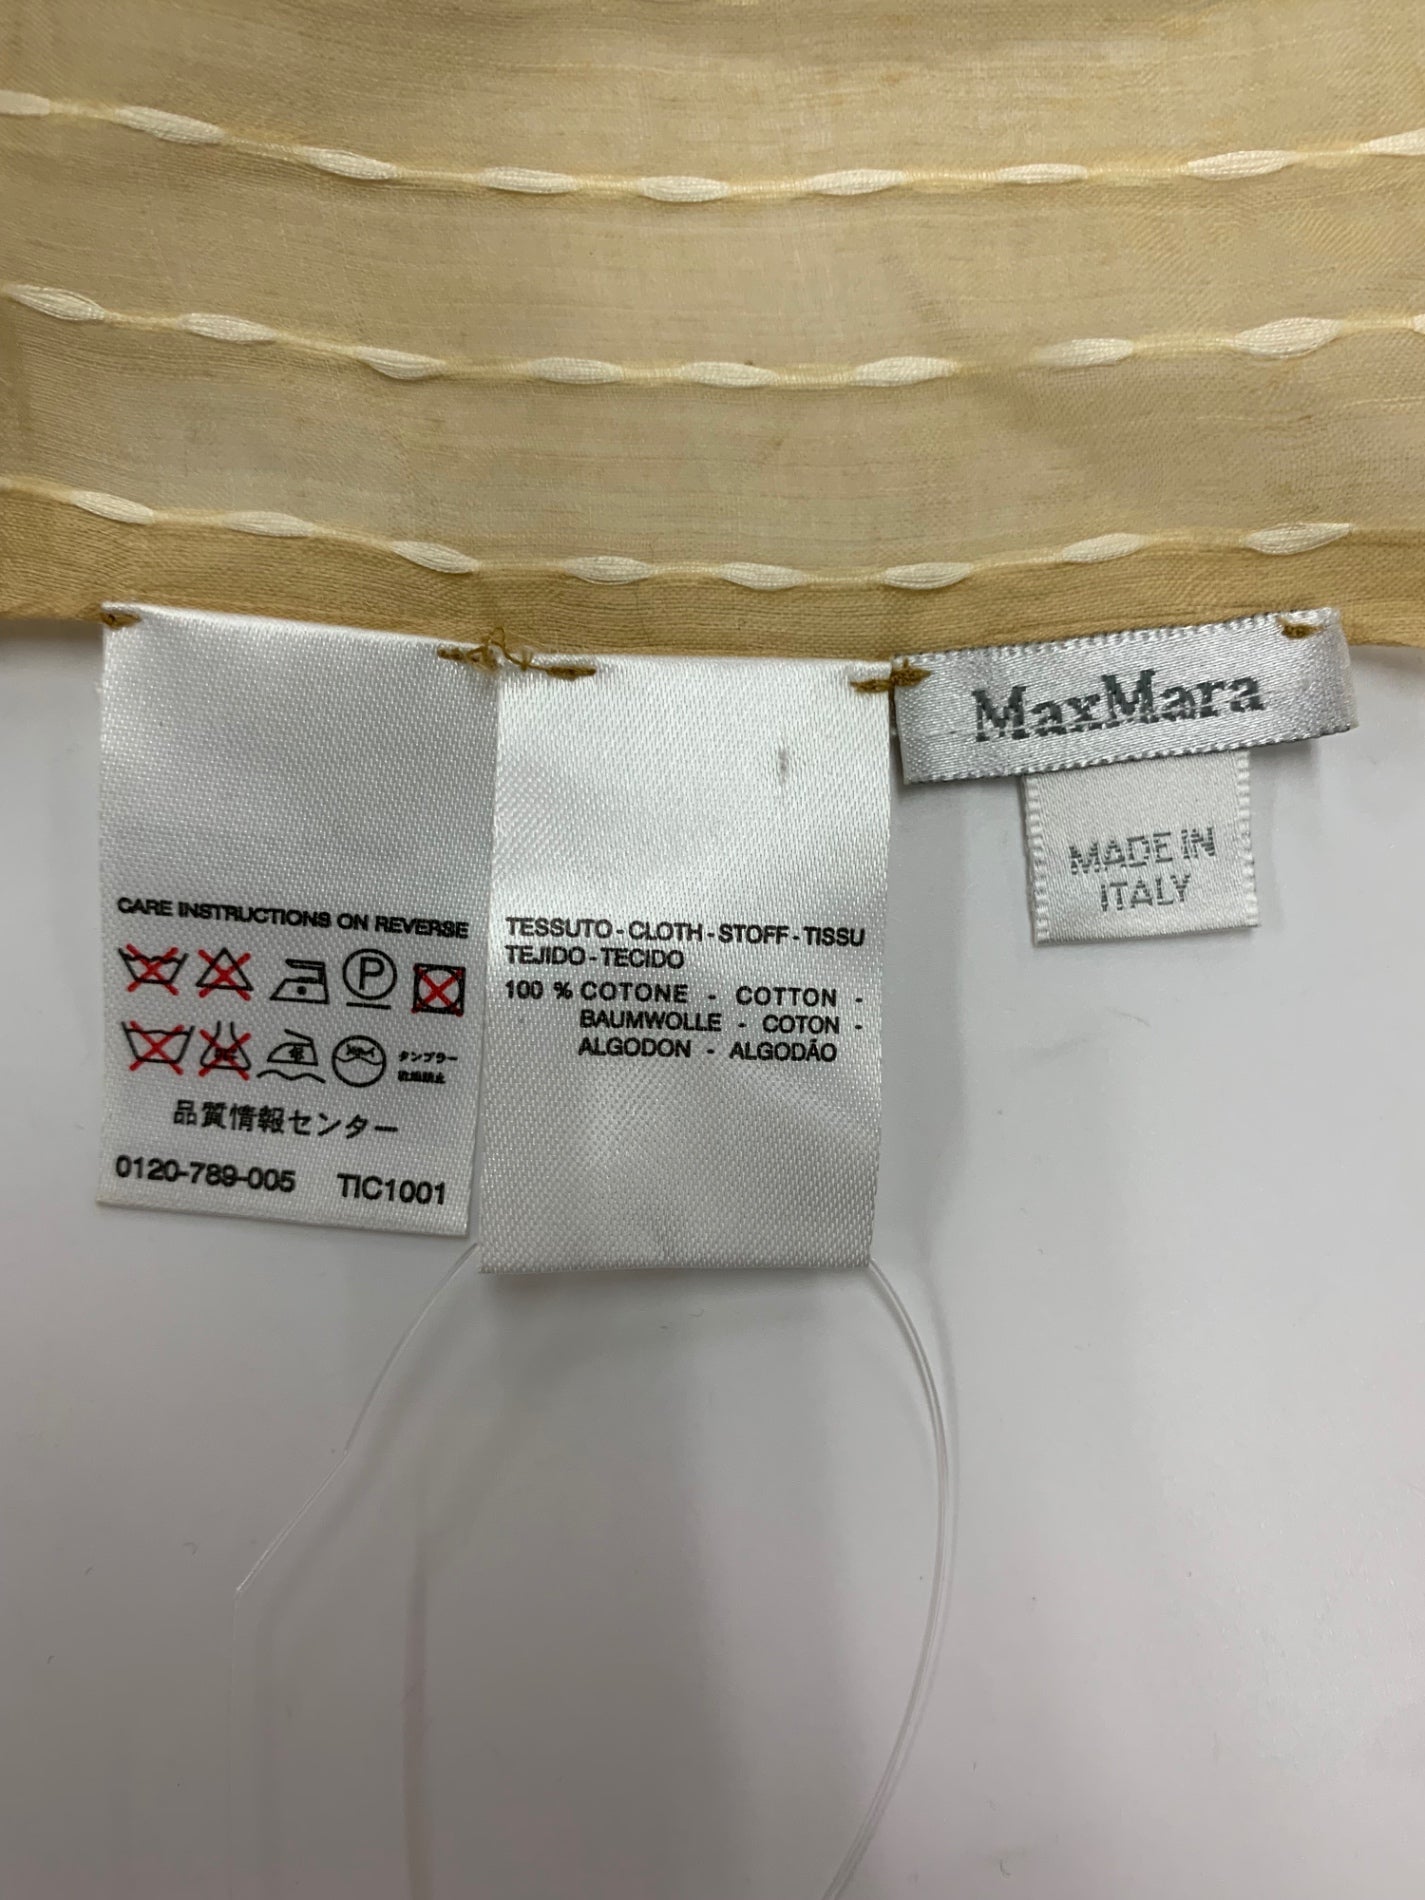 CARE INSTRUCTIONS ON REVERSE
P
タンブラー
乾燥禁止
品質情報センター
0120-789-005 TIC1001
TESSUTO-CLOTH-STOFF-TISSU
TEJIDO-TECIDO
100 % COTONE - COTTON -
BAUMWOLLE - COTON -
ALGODON - ALGODÃO
MaxMara
MADE IN
ITALY